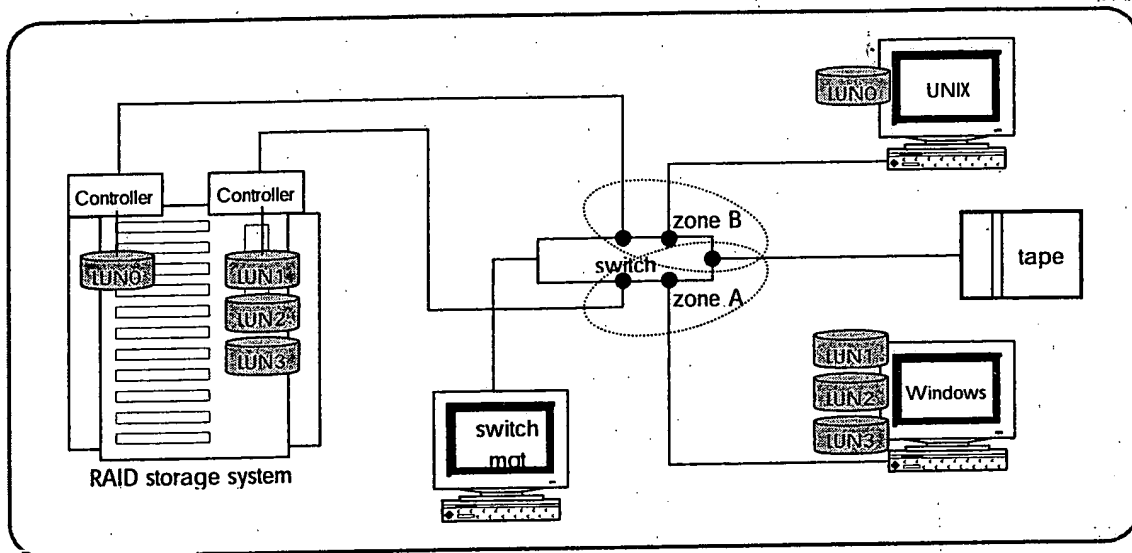 LUN0
UNIX
Controller
Controller
zone B
LUN0
LUN1
switch
tape
LUN2
zone A
LUN3
LUN1
LUN2
Windows
LUN3
switch
mgt
RAID storage system